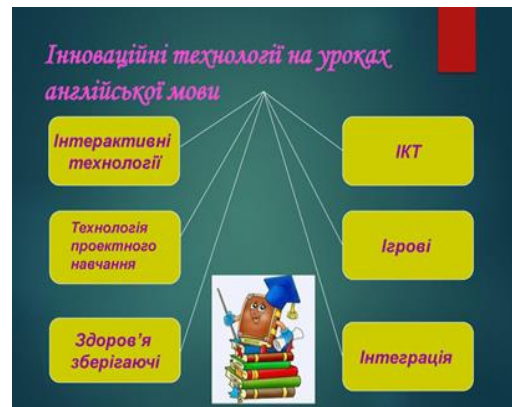 Інноваційні технології на уроках
англійської мови
Інтерактивні
технології
ІКТ
Технологія
проектного
навчання
Ігрові
Здоров'я
зберігаючі
Інтеграція